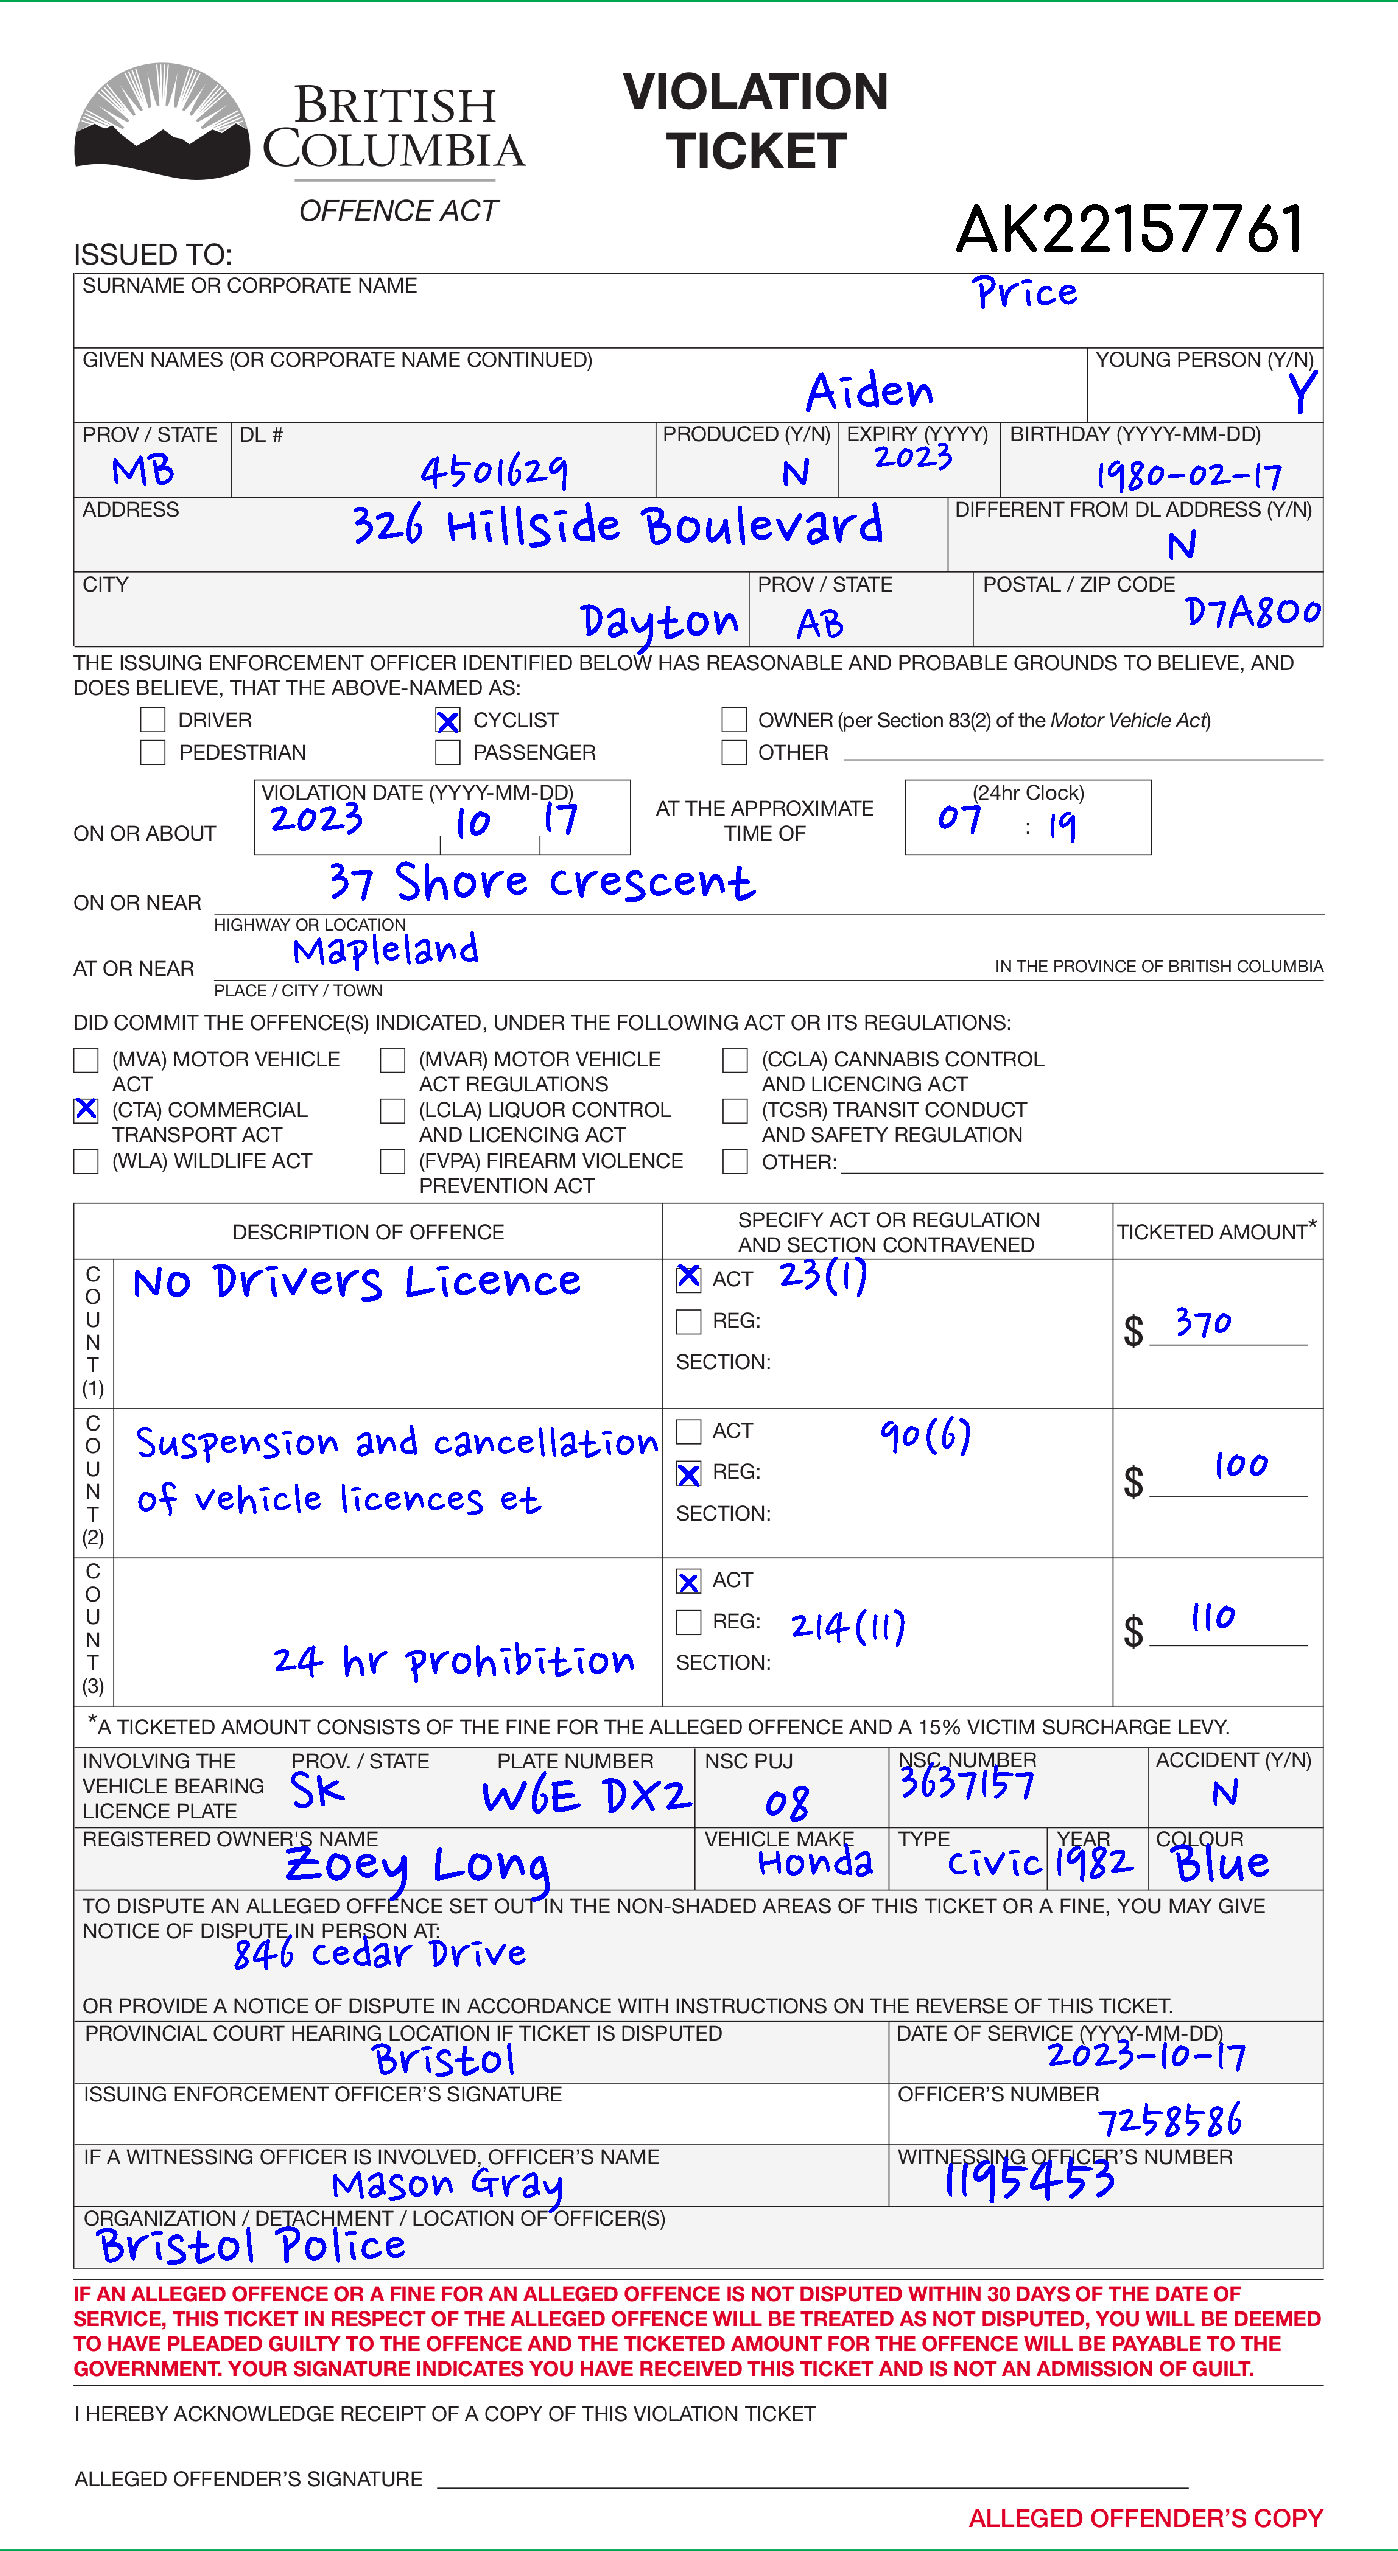 BRITISH
COLUMBIA
OFFENCE ACT
VIOLATION
TICKET
AK22157761
ISSUED TO:
SURNAME OR CORPORATE NAME
Price
GIVEN NAMES (OR CORPORATE NAME CONTINUED)
Aiden
YOUNG PERSON (Y/N)
Y
PROV / STATE
MB
DL #
4501629
PRODUCED (Y/N)
N
EXPIRY (YYYY)
2023
BIRTHDAY (YYYY-MM-DD)
1980-02-17
ADDRESS
326 Hillside Boulevard
DIFFERENT FROM DL ADDRESS (Y/N)
N
CITY
Dayton
PROV / STATE
AB
POSTAL / ZIP CODE
D7A800
THE ISSUING ENFORCEMENT OFFICER IDENTIFIED BELOW HAS REASONABLE AND PROBABLE GROUNDS TO BELIEVE, AND
DOES BELIEVE, THAT THE ABOVE-NAMED AS:
DRIVER
X CYCLIST
OWNER (per Section 83(2) of the Motor Vehicle Act)
PEDESTRIAN
PASSENGER
OTHER
ON OR ABOUT
VIOLATION DATE (YYYY-MM-DD)
2023 10 17
AT THE APPROXIMATE
TIME OF
(24hr Clock)
07 : 19
ON OR NEAR
37 Shore Crescent
HIGHWAY OR LOCATION
AT OR NEAR
Mapleland
IN THE PROVINCE OF BRITISH COLUMBIA
PLACE / CITY / TOWN
DID COMMIT THE OFFENCE(S) INDICATED, UNDER THE FOLLOWING ACT OR ITS REGULATIONS:
(MVA) MOTOR VEHICLE
ACT
(MVAR) MOTOR VEHICLE
ACT REGULATIONS
(CCLA) CANNABIS CONTROL
AND LICENCING ACT
X (CTA) COMMERCIAL
TRANSPORT ACT
(LCLA) LIQUOR CONTROL
AND LICENCING ACT
(TCSR) TRANSIT CONDUCT
AND SAFETY REGULATION
(WLA) WILDLIFE ACT
(FVPA) FIREARM VIOLENCE
PREVENTION ACT
OTHER:
DESCRIPTION OF OFFENCE
SPECIFY ACT OR REGULATION
AND SECTION CONTRAVENED
TICKETED AMOUNT*
COUNT (1)
No Drivers Licence
X ACT 23(1)
REG:
SECTION:
$ 370
COUNT (2)
Suspension and cancellation
of vehicle licences et
ACT 90(6)
X REG:
SECTION:
$ 100
COUNT (3)
24 hr prohibition
X ACT
REG: 214(11)
SECTION:
$ 110
*A TICKETED AMOUNT CONSISTS OF THE FINE FOR THE ALLEGED OFFENCE AND A 15% VICTIM SURCHARGE LEVY.
INVOLVING THE
VEHICLE BEARING
LICENCE PLATE
PROV. / STATE
SK
PLATE NUMBER
W6E DX2
NSC PUJ
08
NSC NUMBER
3637157
ACCIDENT (Y/N)
N
REGISTERED OWNER'S NAME
Zoey Long
VEHICLE MAKE
Honda
TYPE
Civic
YEAR
1982
COLOUR
Blue
TO DISPUTE AN ALLEGED OFFENCE SET OUT IN THE NON-SHADED AREAS OF THIS TICKET OR A FINE, YOU MAY GIVE
NOTICE OF DISPUTE IN PERSON AT:
846 Cedar Drive
OR PROVIDE A NOTICE OF DISPUTE IN ACCORDANCE WITH INSTRUCTIONS ON THE REVERSE OF THIS TICKET.
PROVINCIAL COURT HEARING LOCATION IF TICKET IS DISPUTED
Bristol
DATE OF SERVICE (YYYY-MM-DD)
2023-10-17
ISSUING ENFORCEMENT OFFICER'S SIGNATURE
OFFICER'S NUMBER
7258586
IF A WITNESSING OFFICER IS INVOLVED, OFFICER'S NAME
Mason Gray
WITNESSING OFFICER'S NUMBER
1195453
ORGANIZATION / DETACHMENT / LOCATION OF OFFICER(S)
Bristol Police
IF AN ALLEGED OFFENCE OR A FINE FOR AN ALLEGED OFFENCE IS NOT DISPUTED WITHIN 30 DAYS OF THE DATE OF
SERVICE, THIS TICKET IN RESPECT OF THE ALLEGED OFFENCE WILL BE TREATED AS NOT DISPUTED, YOU WILL BE DEEMED
TO HAVE PLEADED GUILTY TO THE OFFENCE AND THE TICKETED AMOUNT FOR THE OFFENCE WILL BE PAYABLE TO THE
GOVERNMENT. YOUR SIGNATURE INDICATES YOU HAVE RECEIVED THIS TICKET AND IS NOT AN ADMISSION OF GUILT.
I HEREBY ACKNOWLEDGE RECEIPT OF A COPY OF THIS VIOLATION TICKET
ALLEGED OFFENDER'S SIGNATURE
ALLEGED OFFENDER'S COPY